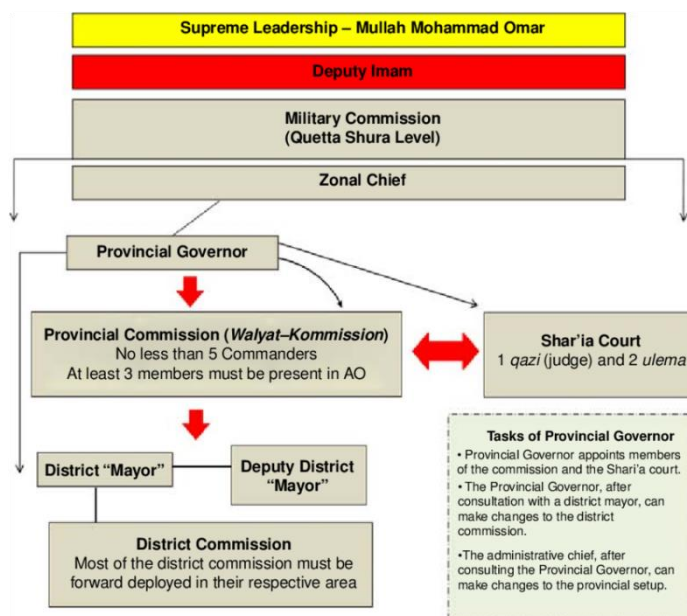 Supreme Leadership – Mullah Mohammad Omar
Deputy Imam
Military Commission
(Quetta Shura Level)
Zonal Chief
Provincial Governor
Provincial Commission (Walyat–Kommission)
No less than 5 Commanders
At least 3 members must be present in AO
Shar’ia Court
1 qazi (judge) and 2 ulema
District “Mayor”
Deputy District
“Mayor”
District Commission
Most of the district commission must be
forward deployed in their respective area
Tasks of Provincial Governor
• Provincial Governor appoints members
of the commission and the Shari’a court.
• The Provincial Governor, after
consultation with a district mayor, can
make changes to the district
commission.
•The administrative chief, after
consulting the Provincial Governor, can
make changes to the provincial setup.